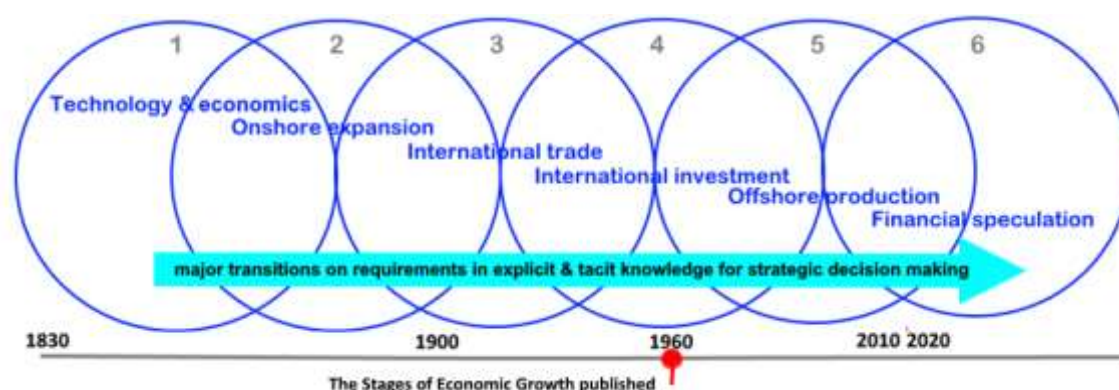 1 2 3 4 5 6
Technology & economics
Onshore expansion
International trade
International investment
Offshore production
Financial speculation
major transitions on requirements in explicit & tacit knowledge for strategic decision making
1830 1900 1960 2010 2020
The Stages of Economic Growth published